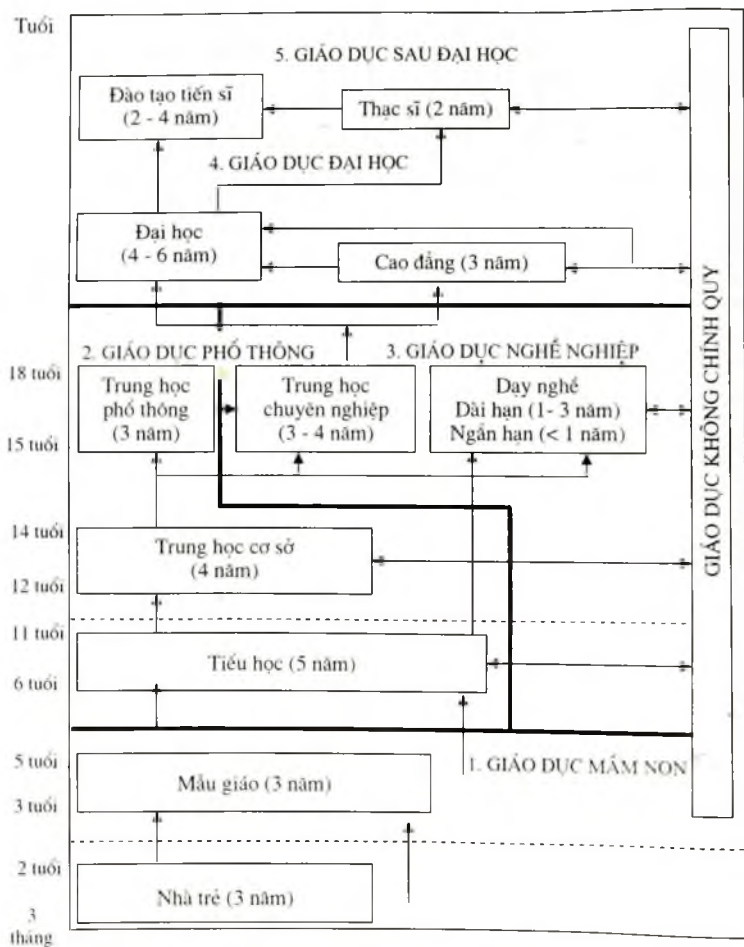 Tuổi
5. GIÁO DỤC SAU ĐẠI HỌC
Đào tạo tiến sĩ
(2 - 4 năm)
Thạc sĩ (2 năm)
4. GIÁO DỤC ĐẠI HỌC
Đại học
(4 - 6 năm)
Cao đẳng (3 năm)
2. GIÁO DỤC PHỔ THÔNG
3. GIÁO DỤC NGHỀ NGHIỆP
18 tuổi
Trung học
phổ thông
(3 năm)
Trung học
chuyên nghiệp
(3 - 4 năm)
Dạy nghề
Dài hạn (1- 3 năm)
Ngắn hạn (< 1 năm)
15 tuổi
14 tuổi
Trung học cơ sở
(4 năm)
12 tuổi
11 tuổi
Tiểu học (5 năm)
6 tuổi
1. GIÁO DỤC MẦM NON
5 tuổi
Mẫu giáo (3 năm)
3 tuổi
2 tuổi
Nhà trẻ (3 năm)
3
tháng
GIÁO DỤC KHÔNG CHÍNH QUY